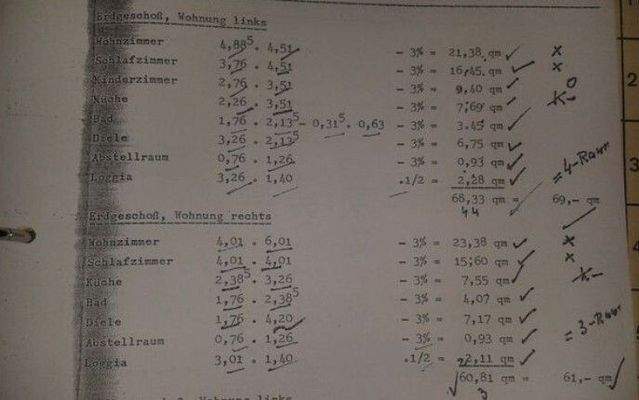 Erdgeschoß, Wohnung links
Wohnzimmer 4,88⁵ . 4,51 - 3% = 21,38 qm ✓ x
Schlafzimmer 3,76 . 4,51 - 3% = 16,45 qm ✓ x
Kinderzimmer 2,76 . 3,51 - 3% = 9,40 qm ✓ O
Küche 2,26 . 3,51 - 3% = 7,69 qm ✓
Bad 1,76 . 2,13⁵ - 0,31⁵ . 0,63 - 3% = 3.45 qm ✓
Diele 3,26 . 2,13⁵ - 3% = 6,75 qm ✓
Abstellraum 0,76 . 1,26 - 3% = 0,93 qm ✓ = 4-Raum
Loggia 3,26 . 1,40 .1/2 = 2,28 qm ✓
68,33 qm = 69,- qm
44
Erdgeschoß, Wohnung rechts
Wohnzimmer 4,01 . 6,01 - 3% = 23,38 qm ✓ x
Schlafzimmer 4,01 . 4,01 - 3% = 15,60 qm ✓ x
Küche 2,38⁵ . 3,26 - 3% = 7,55 qm ✓
Bad 1,76 . 2,38⁵ - 3% = 4,07 qm ✓
Diele 1,76 . 4,20 - 3% = 7,17 qm ✓
Abstellraum 0,76 . 1,26 - 3% = 0,93 qm ✓ = 3-Raum
Loggia 3,01 . 1,40 .1/2 = 2,11 qm ✓
60,81 qm = 61,- qm
3
Wohnung links
1
2
3
4